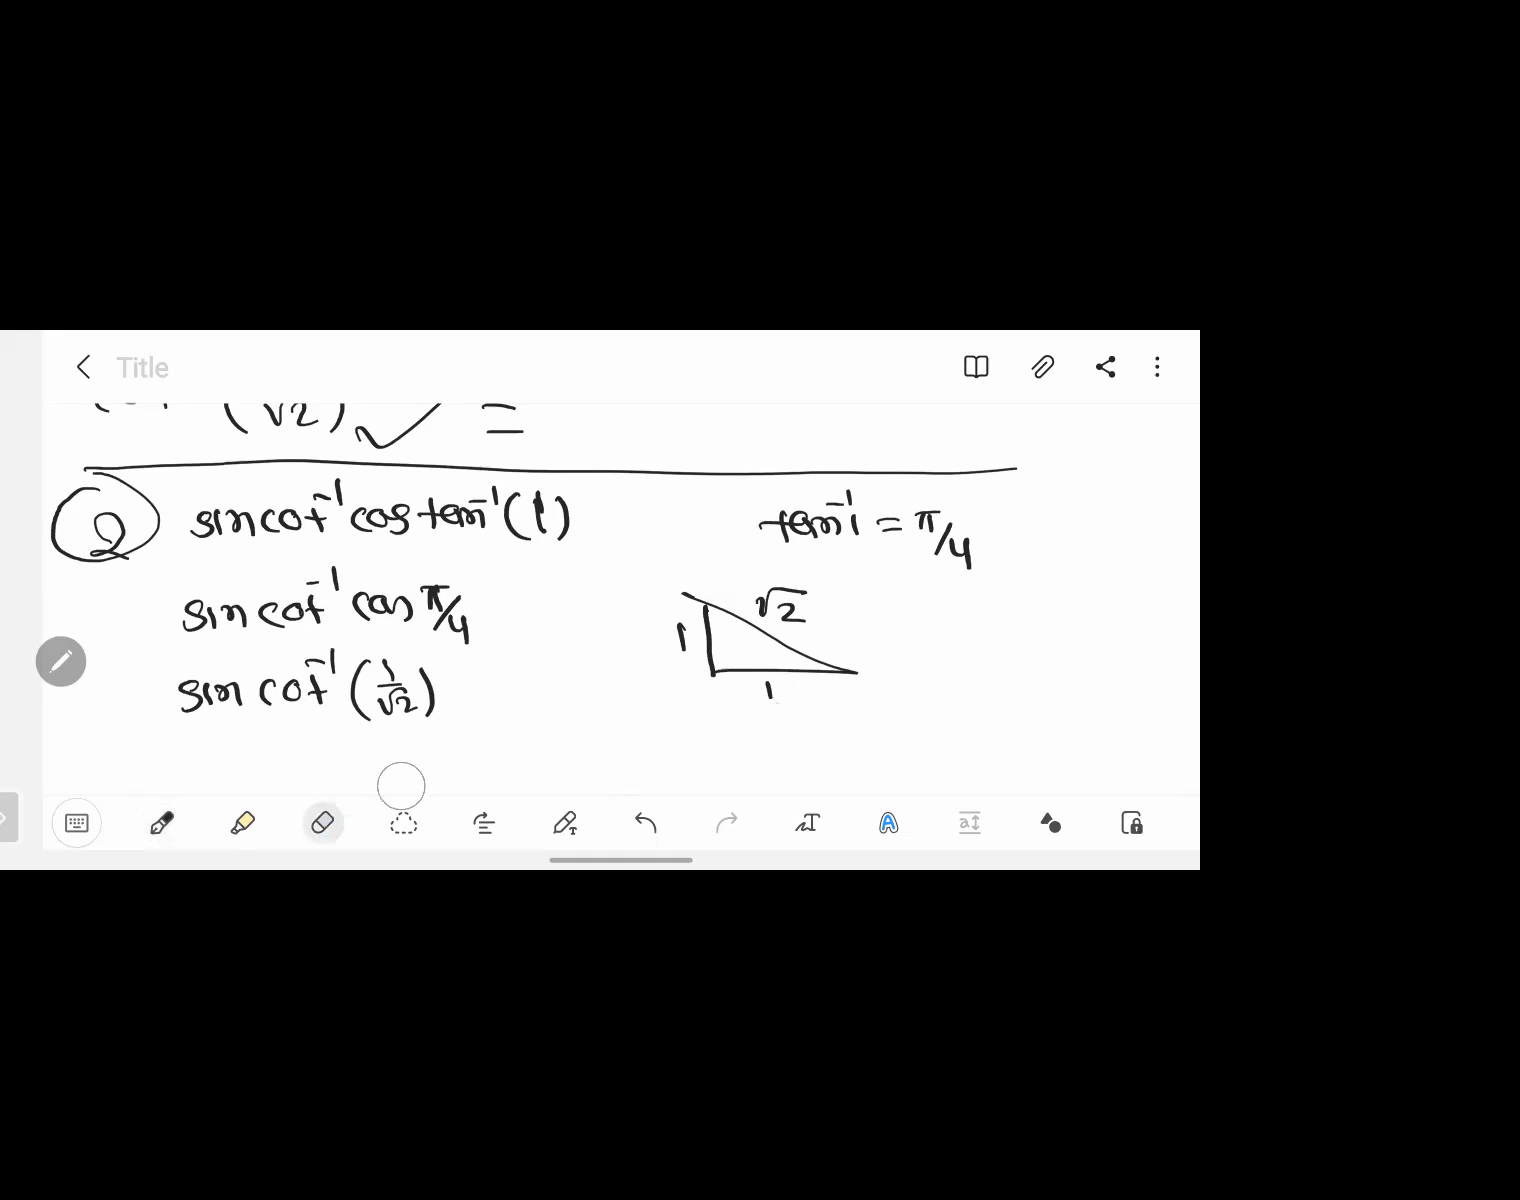 Title
(√2) ✓ =
Q sin cot⁻¹ cos tan⁻¹(1)
tan⁻¹1 = π/4
sin cot⁻¹ cos π/4
√2
1
sin cot⁻¹ (1/√2)
1